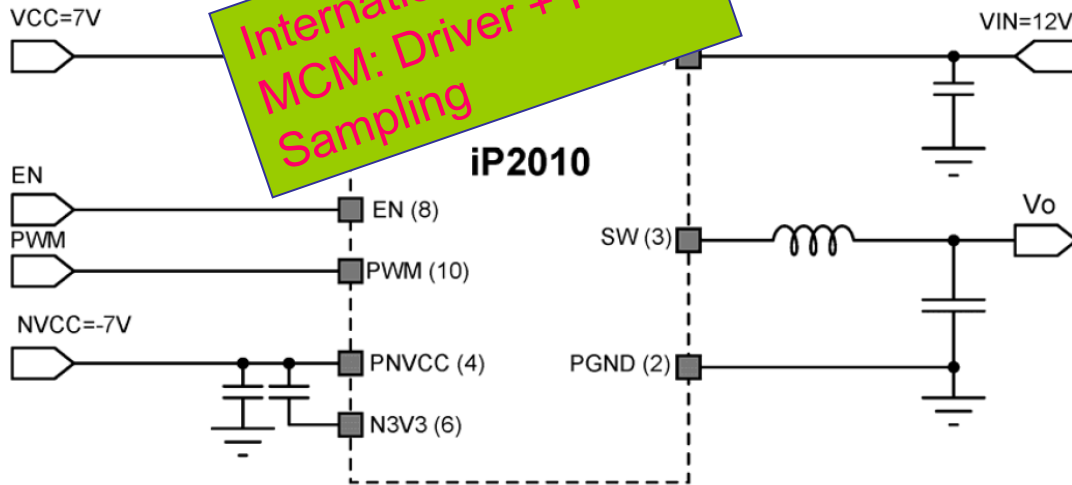 VCC=7V
VIN=12V
MCM: Driver +
Sampling
iP2010
EN
EN (8)
PWM
PWM (10)
SW (3)
Vo
NVCC=-7V
PNVCC (4)
PGND (2)
N3V3 (6)